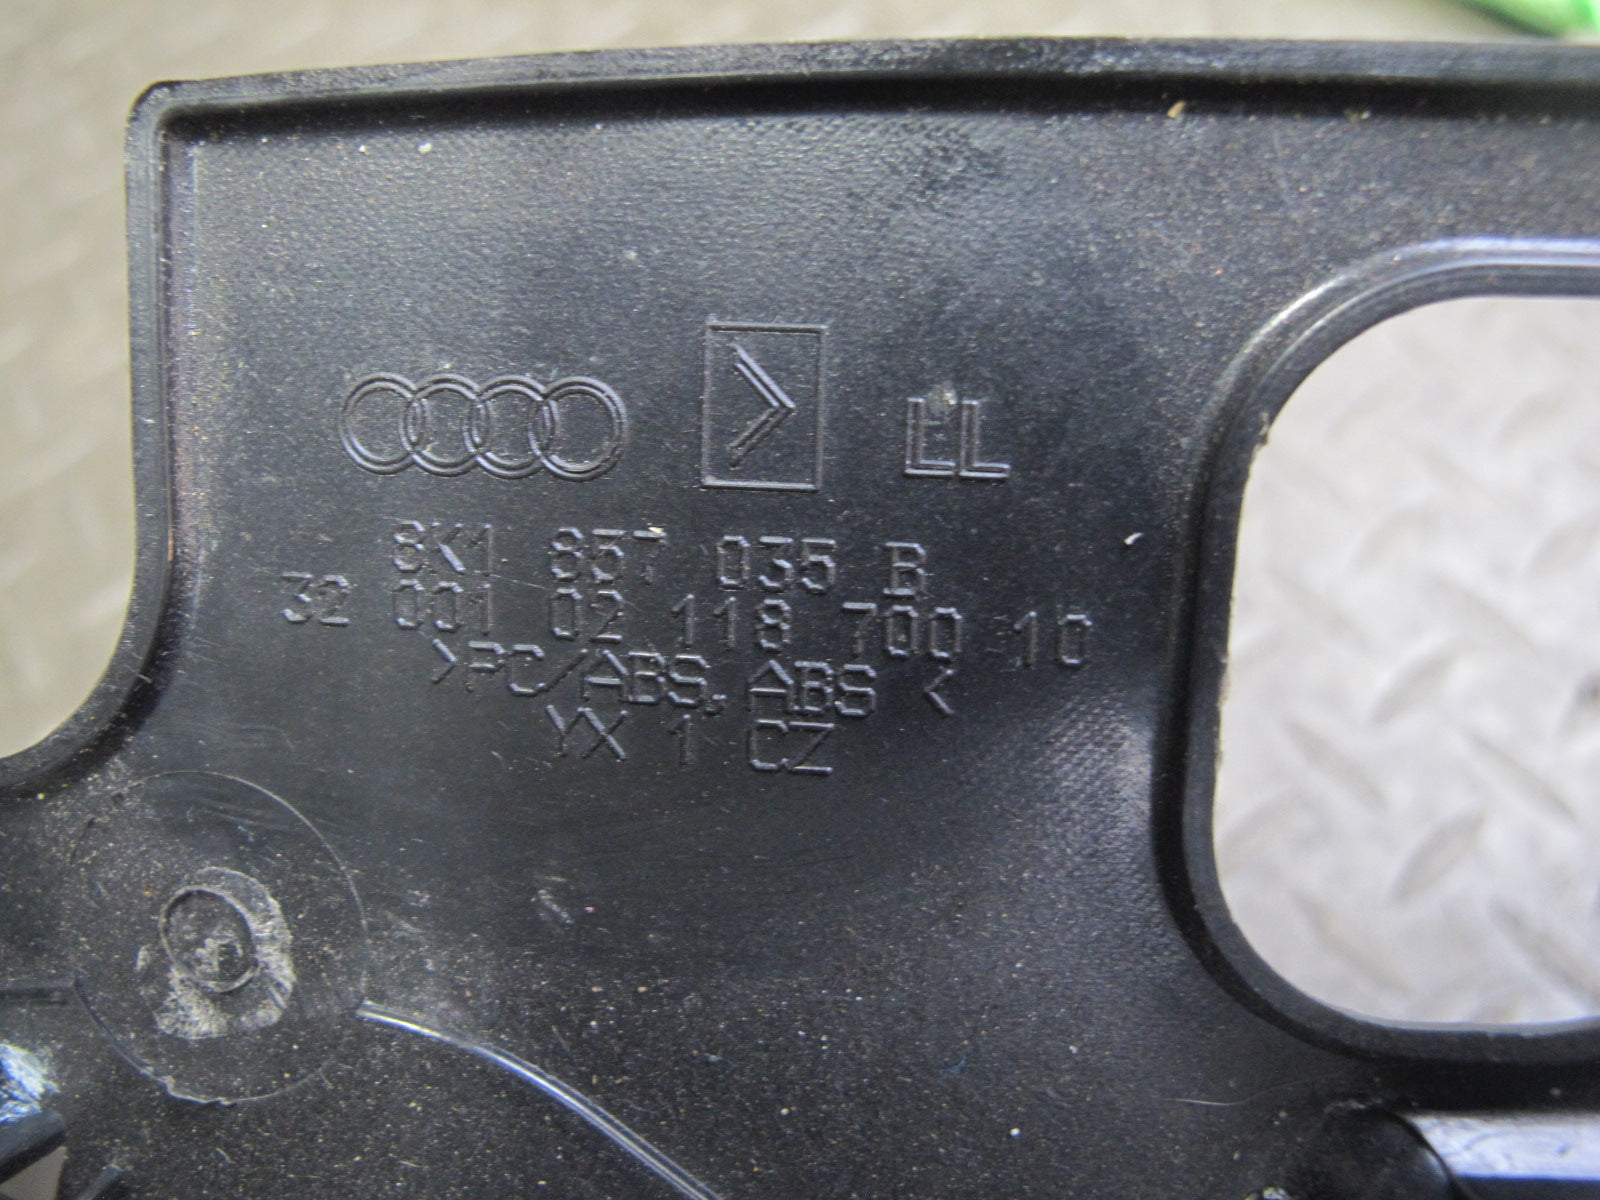 LL
8K1 857 035 B
32 001 02 118 700 10
>PC/ABS, ABS <
YX 1 CZ